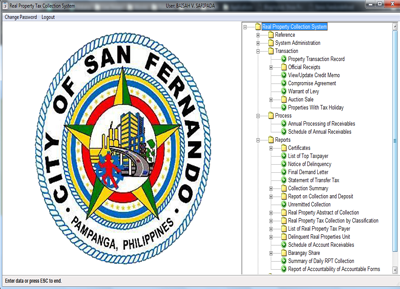 Real Property Tax Collection System
User: BAISAH V. SARIPADA
Change Password Logout
CITY OF SAN FERNANDO
PAMPANGA, PHILIPPINES
Real Property Collection System
Reference
System Administration
Transaction
Property Transaction Record
Official Receipts
View/Update Credit Memo
Compromise Agreement
Warrant of Levy
Auction Sale
Properties With Tax Holiday
Process
Annual Processing of Receivables
Schedule of Annual Receivables
Reports
Certificates
List of Top Taxpayer
Notice of Delinquency
Final Demand Letter
Statement of Transfer Tax
Collection Summary
Report on Collection and Deposit
Unremitted Collection
Real Property Abstract of Collection
Real Property Tax Collection by Classification
List of Real Property Tax Payer
Delinquent Real Properties Unit
Schedule of Account Receivables
Barangay Share
Summary of Daily RPT Collection
Report of Accountability of Accountable Forms
Enter data or press ESC to end.